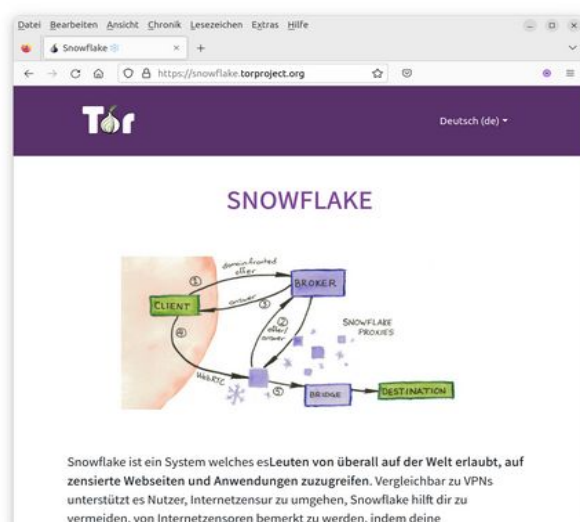 Datei Bearbeiten Ansicht Chronik Lesezeichen Extras Hilfe
Snowflake
https://snowflake.torproject.org
Tor
Deutsch (de)
SNOWFLAKE
domain fronted
offer
①
BROKER
CLIENT
answer
③
②
offer/
answer
④
SNOWFLAKE
PROXIES
WebRTC
⑤
BRIDGE
DESTINATION
Snowflake ist ein System welches esLeuten von überall auf der Welt erlaubt, auf
zensierte Webseiten und Anwendungen zuzugreifen. Vergleichbar zu VPNs
unterstützt es Nutzer, Internetzensur zu umgehen, Snowflake hilft dir zu
vermeiden, von Internetzensoren bemerkt zu werden, indem deine